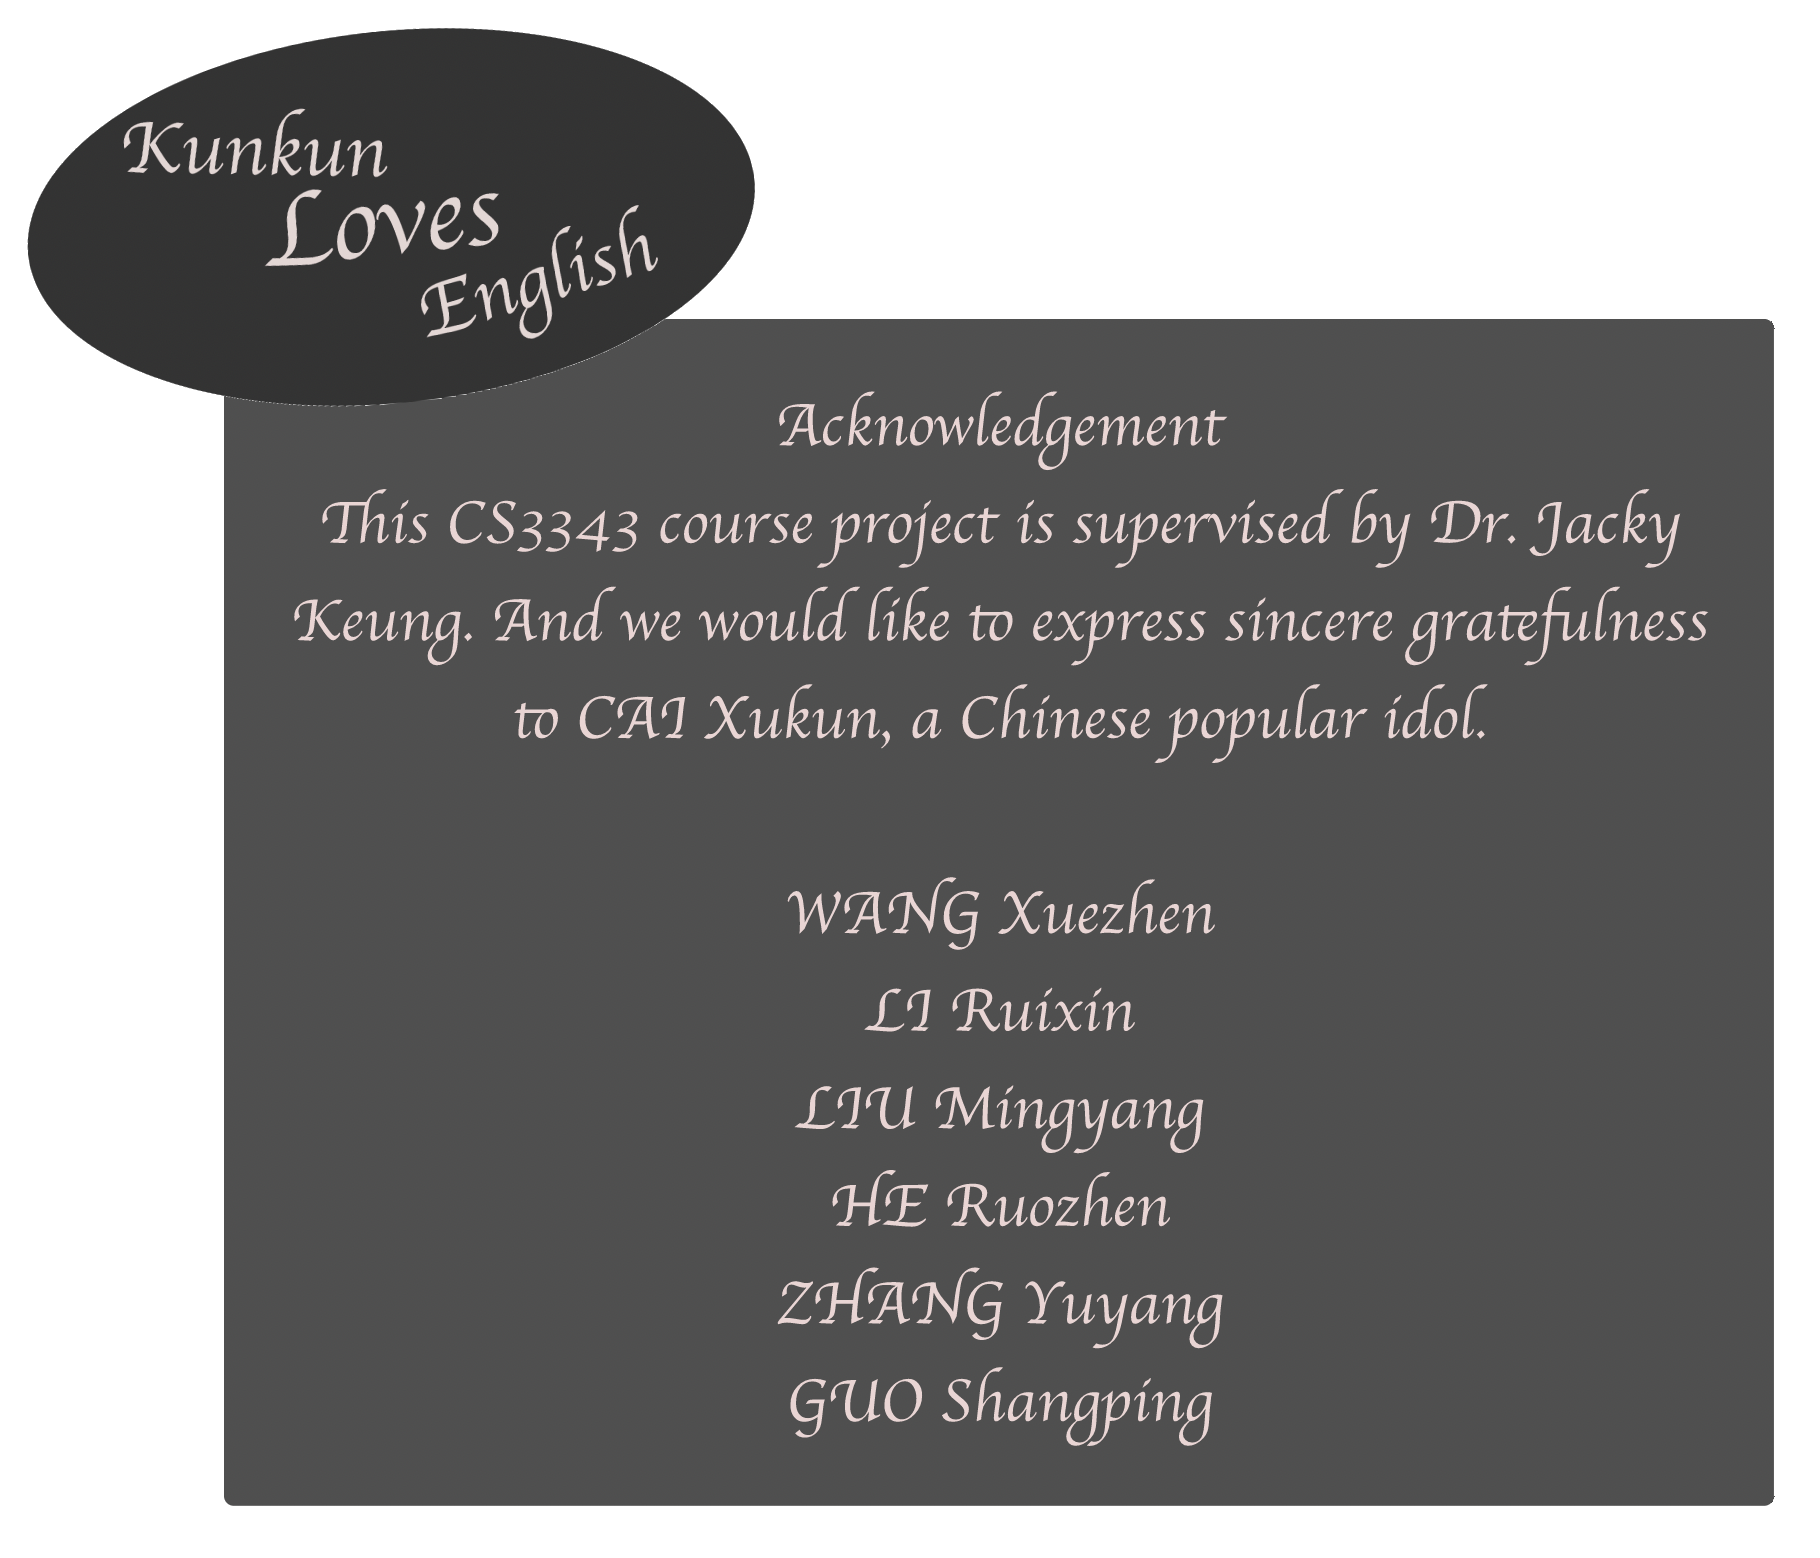 Kunkun
Loves
English
Acknowledgement
This CS3343 course project is supervised by Dr. Jacky
Keung. And we would like to express sincere gratefulness
to CAI Xukun, a Chinese popular idol.
WANG Xuezhen
LI Ruixin
LIU Mingyang
HE Ruozhen
ZHANG Yuyang
GUO Shangping